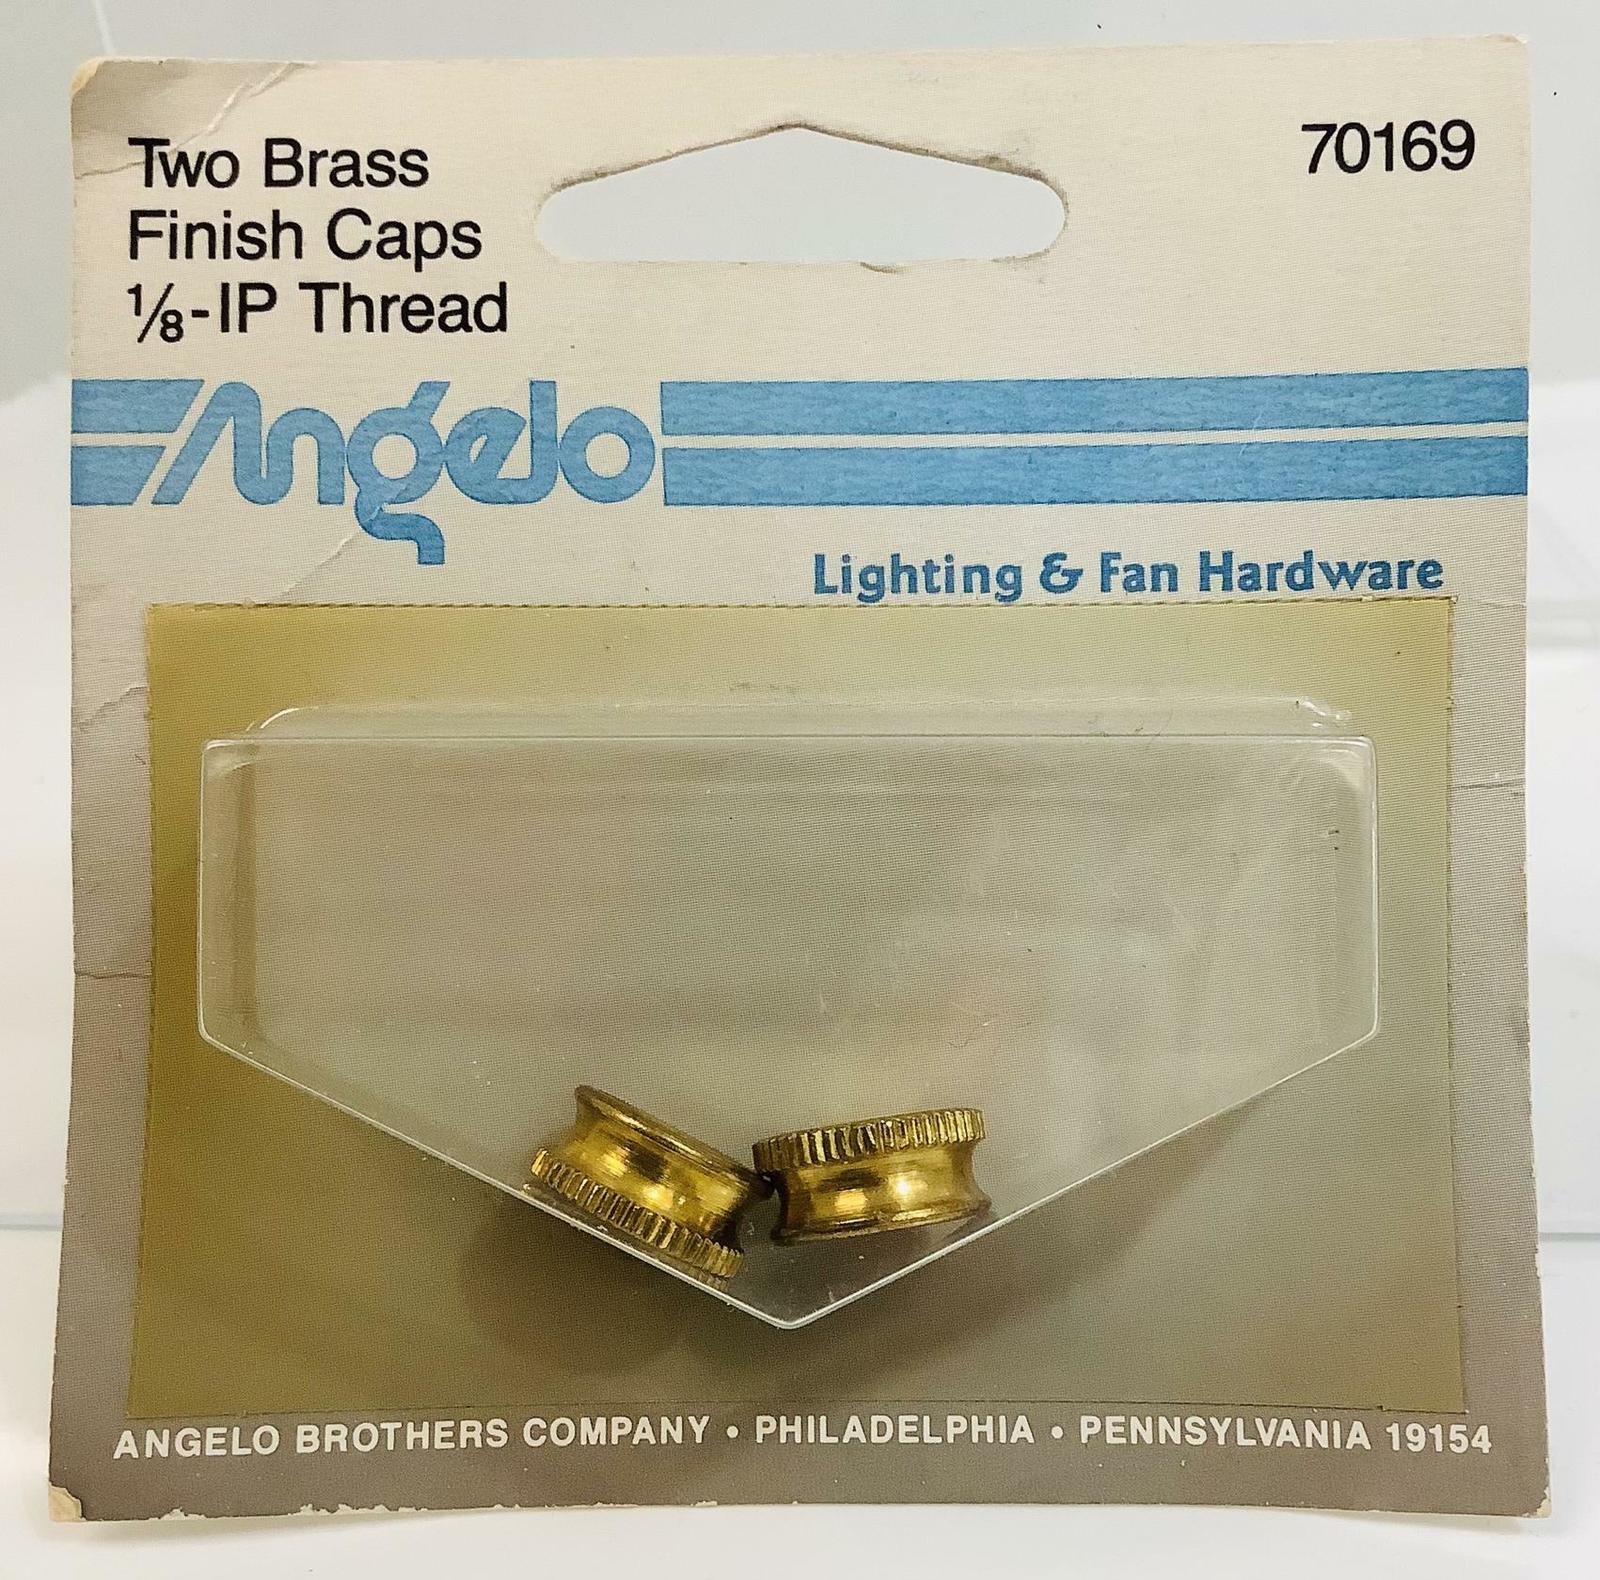 Two Brass
Finish Caps
⅛-IP Thread
70169
Angelo
Lighting & Fan Hardware
ANGELO BROTHERS COMPANY • PHILADELPHIA • PENNSYLVANIA 19154